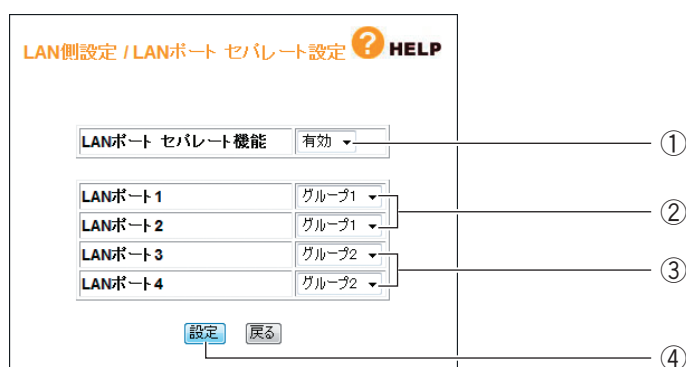 LAN側設定 / LANポート セパレート設定 ? HELP
LANポート セパレート機能 有効 ①
LANポート1 グループ1
LANポート2 グループ1
②
LANポート3 グループ2
LANポート4 グループ2
③
設定 戻る
④